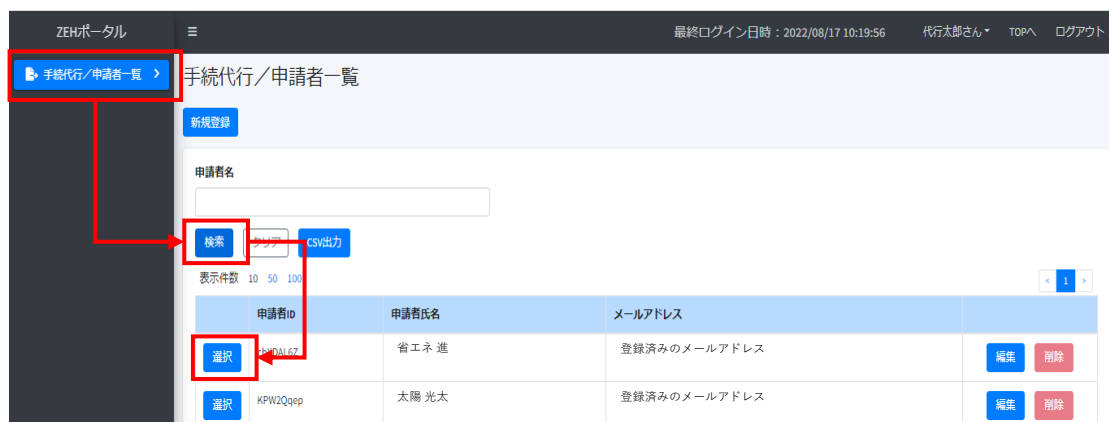 ZEHポータル
最終ログイン日時:2022/08/17 10:19:56 代行太郎さん TOPへ ログアウト
手続代行/申請者一覧
手続代行/申請者一覧
新規登録
申請者名
検索 クリア CSV出力
表示件数 10 50 100
< 1 >
申請者ID 申請者氏名 メールアドレス
選択 省エネ 進 登録済みのメールアドレス 編集 削除
選択 KPW2Qqep 太陽 光太 登録済みのメールアドレス 編集 削除